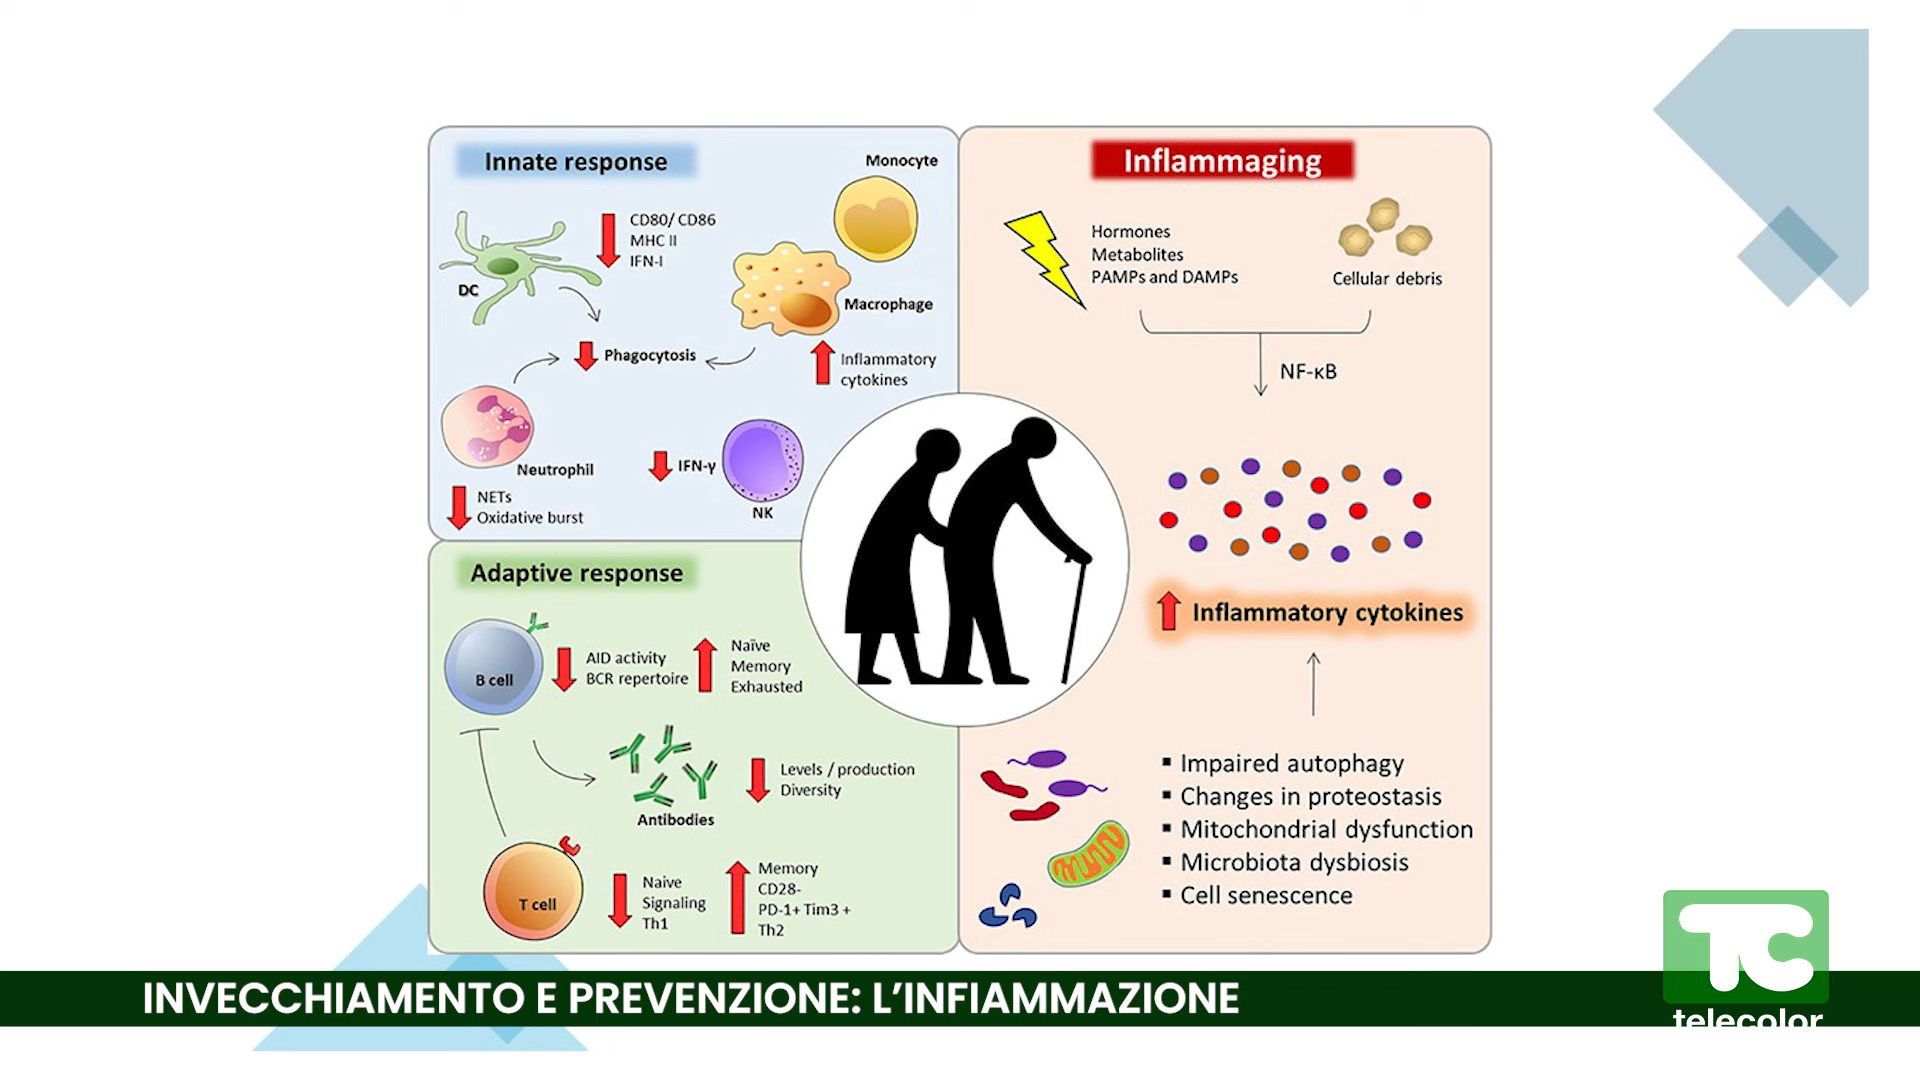 Innate response
Monocyte
CD80/ CD86
MHC II
IFN-I
DC
Macrophage
Phagocytosis
Inflammatory
cytokines
Neutrophil
IFN-γ
NK
NETs
Oxidative burst
Adaptive response
B cell
AID activity
BCR repertoire
Naïve
Memory
Exhausted
Levels / production
Diversity
Antibodies
T cell
Naive
Signaling
Th1
Memory
CD28-
PD-1+ Tim3 +
Th2
Inflammaging
Hormones
Metabolites
PAMPs and DAMPs
Cellular debris
NF-κB
Inflammatory cytokines
▪ Impaired autophagy
▪ Changes in proteostasis
▪ Mitochondrial dysfunction
▪ Microbiota dysbiosis
▪ Cell senescence
INVECCHIAMENTO E PREVENZIONE: L’INFIAMMAZIONE
TC
telecolor